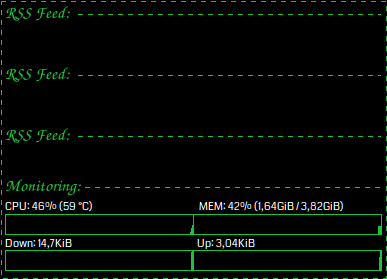 RSS Feed:
RSS Feed:
RSS Feed:
Monitoring:
CPU: 46% (59 °C) MEM: 42% (1,64GiB / 3,82GiB)
Down: 14,7KiB Up: 3,04KiB